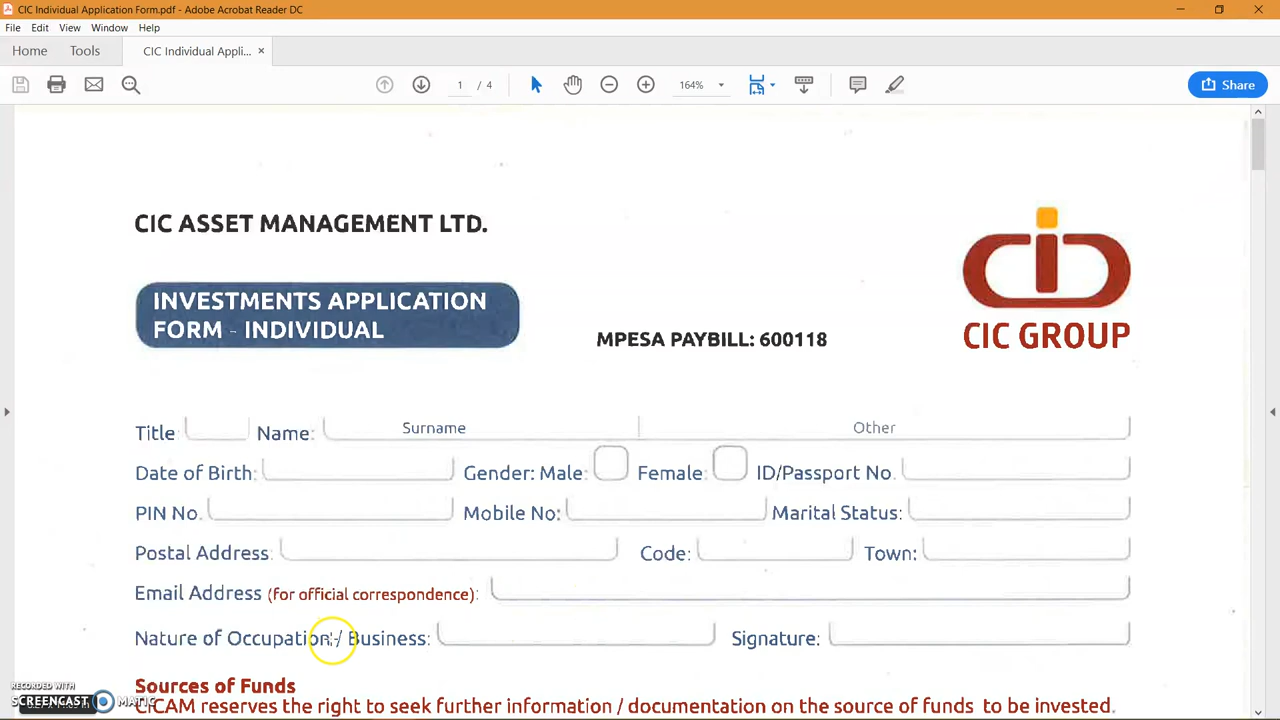 CIC Individual Application Form.pdf - Adobe Acrobat Reader DC
File Edit View Window Help
Home Tools CIC Individual Appli... ×
1 / 4 164% Share
CIC ASSET MANAGEMENT LTD.
INVESTMENTS APPLICATION
FORM - INDIVIDUAL
MPESA PAYBILL: 600118
CIC GROUP
Title: Name: Surname Other
Date of Birth: Gender: Male: Female: ID/Passport No.
PIN No. Mobile No: Marital Status:
Postal Address: Code: Town:
Email Address (for official correspondence):
Nature of Occupation:/ Business: Signature:
Sources of Funds
CICAM reserves the right to seek further information / documentation on the source of funds to be invested.
RECORDED WITH
SCREENCAST MATIC